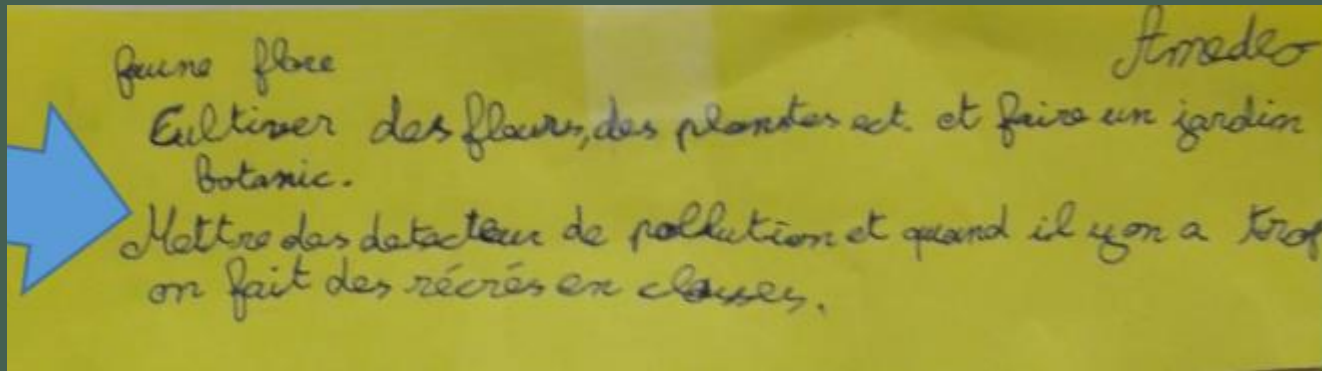 faune flore
Amedeo
Cultiver des fleurs, des plantes ect. et faire un jardin
botanic.
Mettre des detecteur de pollution et quand il y en a trop
on fait des récrés en classes.